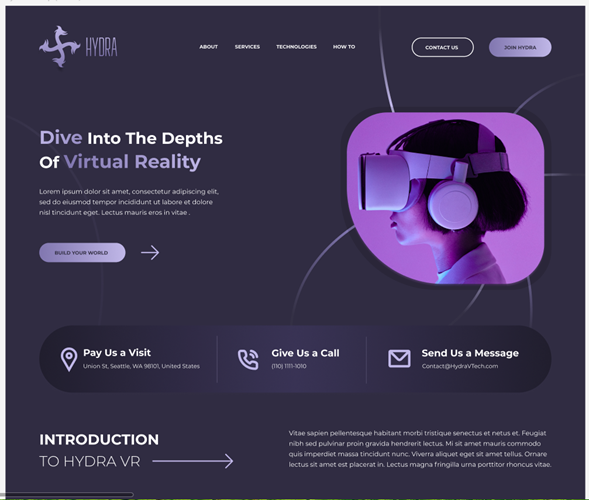 HYDRA
ABOUT SERVICES TECHNOLOGIES HOW TO
CONTACT US
JOIN HYDRA
Dive Into The Depths
Of Virtual Reality
Lorem ipsum dolor sit amet, consectetur adipiscing elit,
sed do eiusmod tempor incididunt ut labore et dolore
nisl tincidunt eget. Lectus mauris eros in vitae .
BUILD YOUR WORLD
Pay Us a Visit
Union St, Seattle, WA 98101, United States
Give Us a Call
(110) 1111-1010
Send Us a Message
Contact@HydraVTech.com
INTRODUCTION
TO HYDRA VR
Vitae sapien pellentesque habitant morbi tristique senectus et netus et. Feugiat
nibh sed pulvinar proin gravida hendrerit lectus. Mi sit amet mauris commodo
quis imperdiet massa tincidunt nunc. Viverra aliquet eget sit amet tellus. Ornare
lectus sit amet est placerat in. Lectus magna fringilla urna porttitor rhoncus vitae.